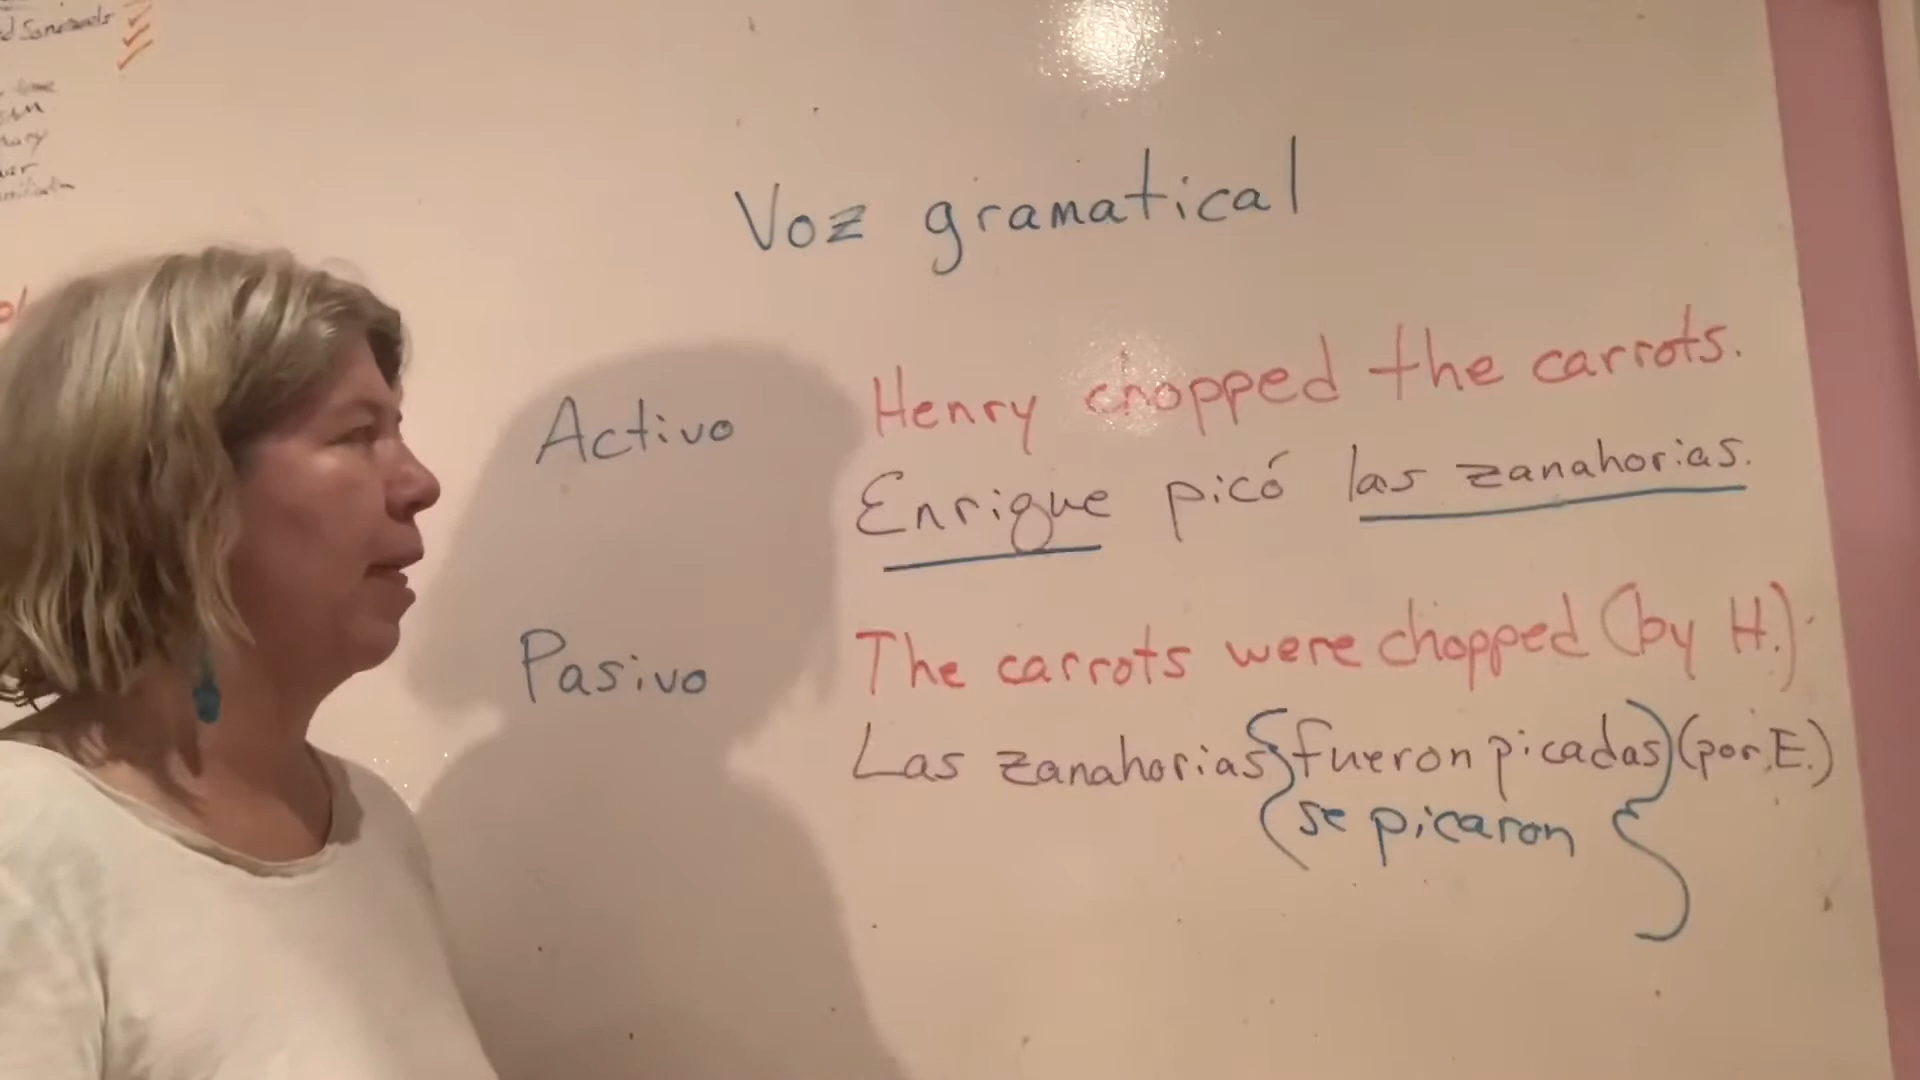 Voz gramatical
Activo
Henry chopped the carrots.
Enrique picó las zanahorias.
Pasivo
The carrots were chopped (by H.)
Las zanahorias {fueron picadas} (por E.)
se picaron